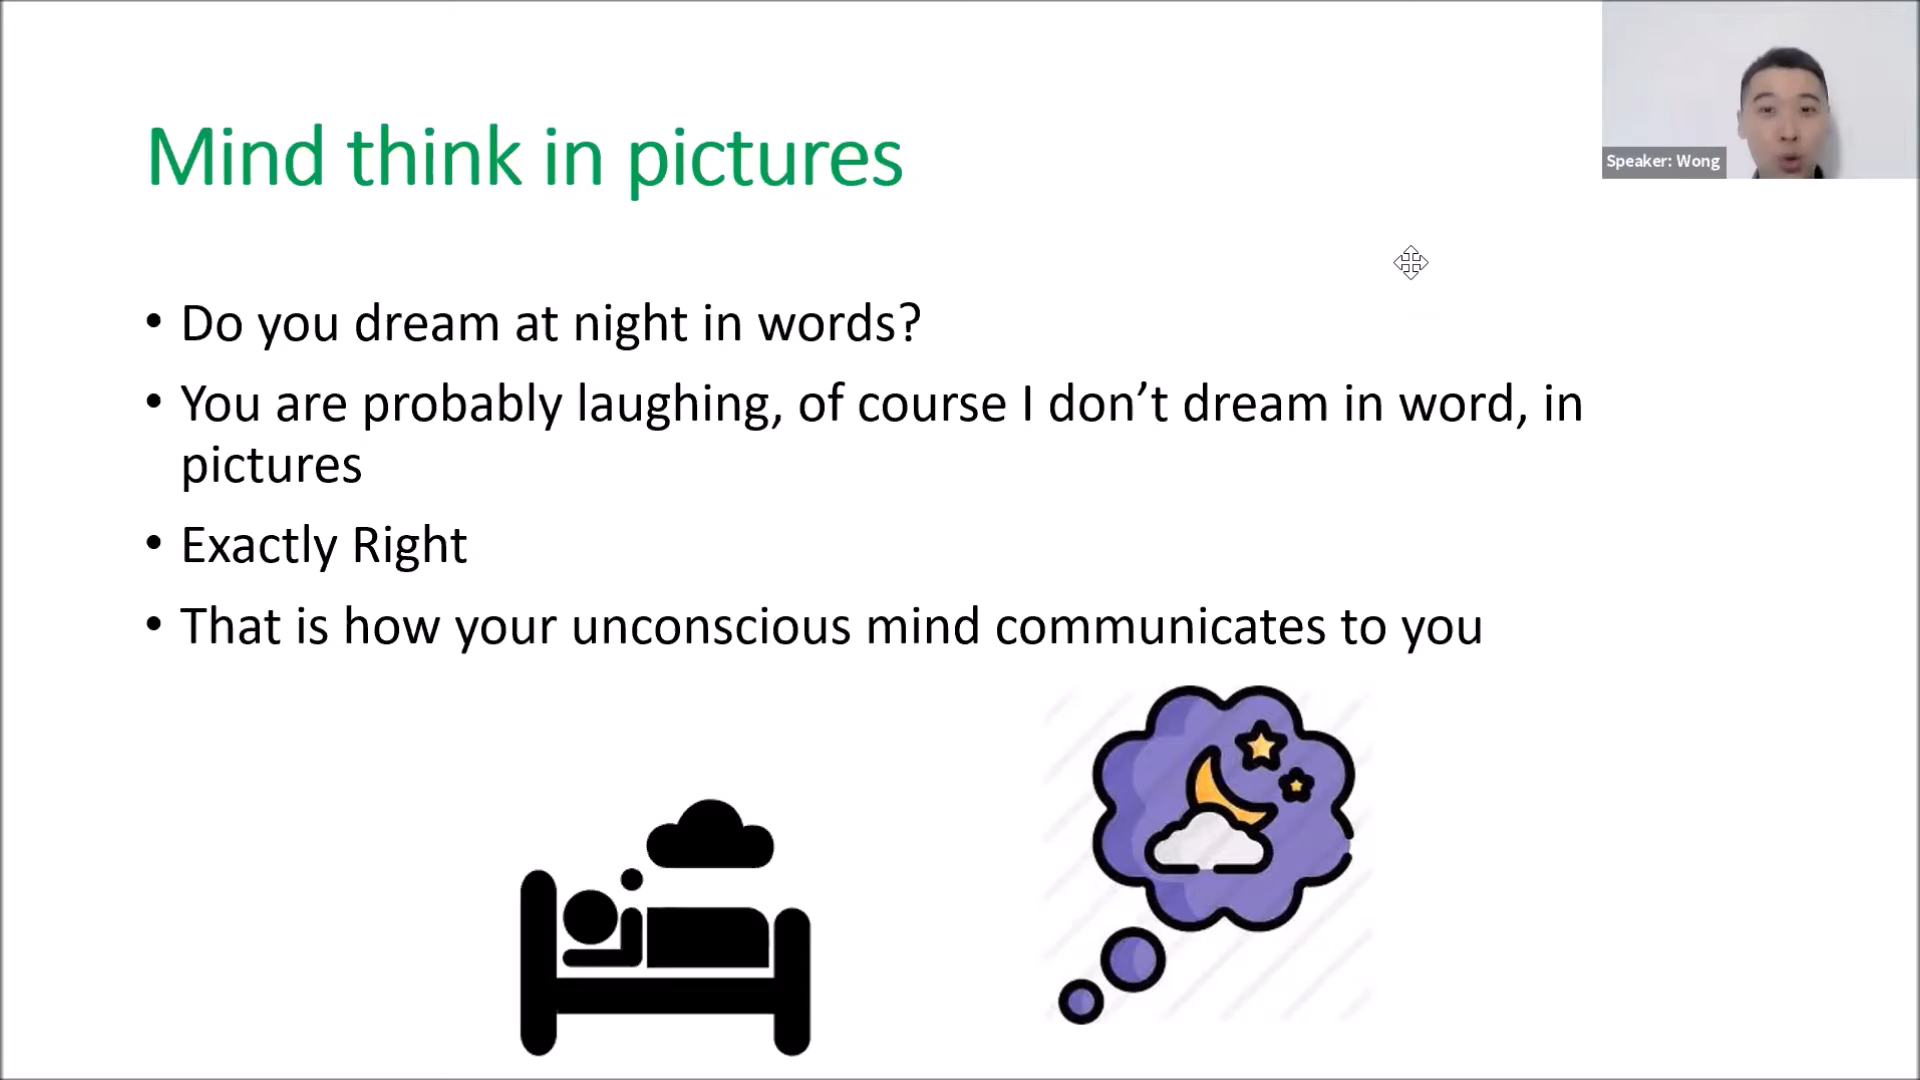 Mind think in pictures
Speaker: Wong
• Do you dream at night in words?
• You are probably laughing, of course I don’t dream in word, in
pictures
• Exactly Right
• That is how your unconscious mind communicates to you